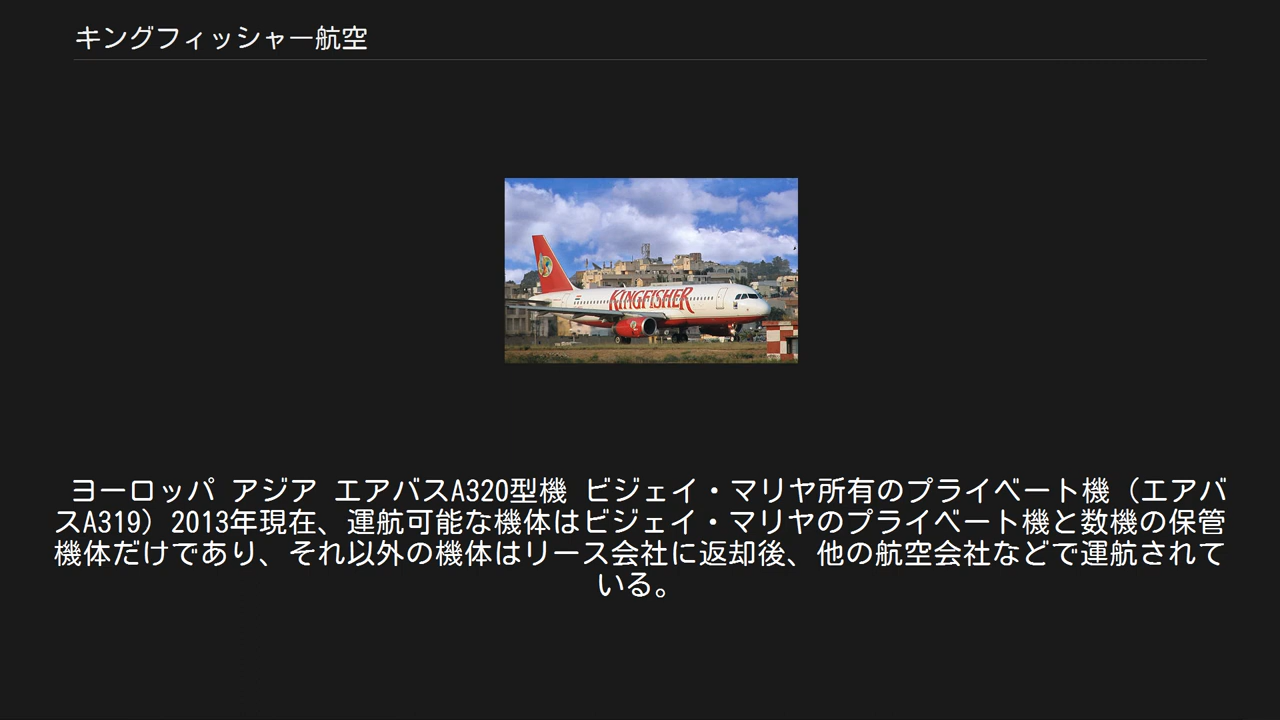 キングフィッシャー航空
KINGFISHER
ヨーロッパ アジア エアバスA320型機 ビジェイ・マリヤ所有のプライベート機（エアバ
スA319）2013年現在、運航可能な機体はビジェイ・マリヤのプライベート機と数機の保管
機体だけであり、それ以外の機体はリース会社に返却後、他の航空会社などで運航されて
いる。